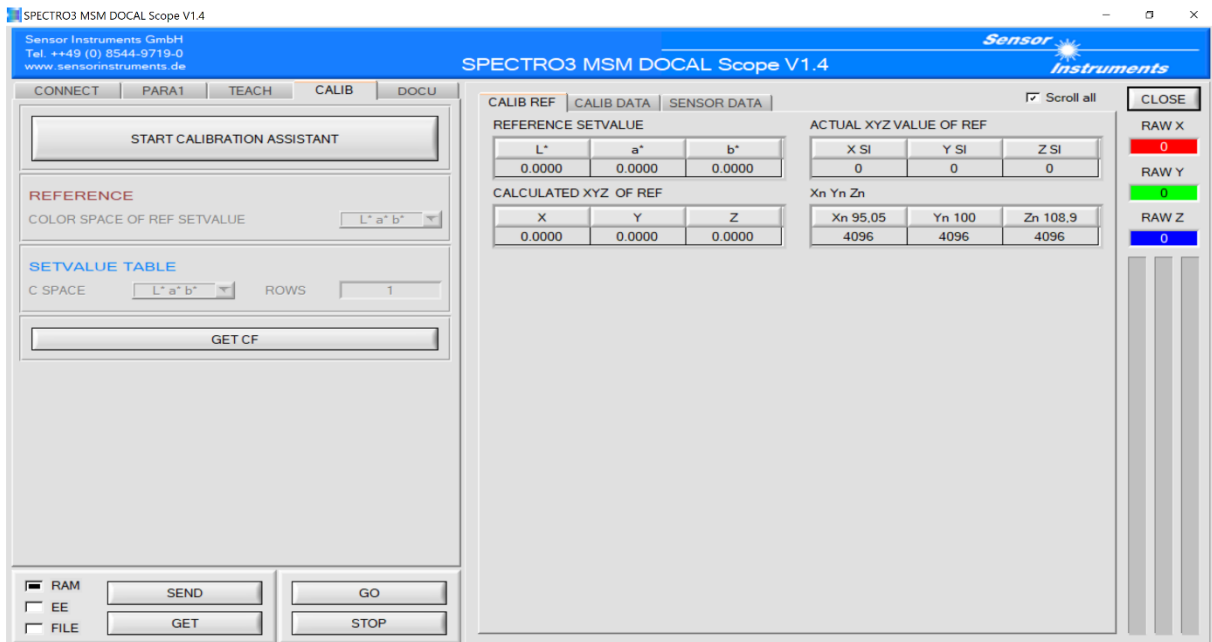 SPECTRO3 MSM DOCAL Scope V1.4
Sensor Instruments GmbH
Tel. ++49 (0) 8544-9719-0
www.sensorinstruments.de
SPECTRO3 MSM DOCAL Scope V1.4
Sensor
Instruments
CONNECT PARA1 TEACH CALIB DOCU
START CALIBRATION ASSISTANT
REFERENCE
COLOR SPACE OF REF SETVALUE L* a* b*
SETVALUE TABLE
C SPACE L* a* b* ROWS 1
GET CF
RAM
EE
FILE
SEND
GET
GO
STOP
CALIB REF CALIB DATA SENSOR DATA
Scroll all
REFERENCE SETVALUE
L* a* b*
0.0000 0.0000 0.0000
ACTUAL XYZ VALUE OF REF
X SI Y SI Z SI
0 0 0
CALCULATED XYZ OF REF
X Y Z
0.0000 0.0000 0.0000
Xn Yn Zn
Xn 95,05 Yn 100 Zn 108,9
4096 4096 4096
CLOSE
RAW X
0
RAW Y
0
RAW Z
0